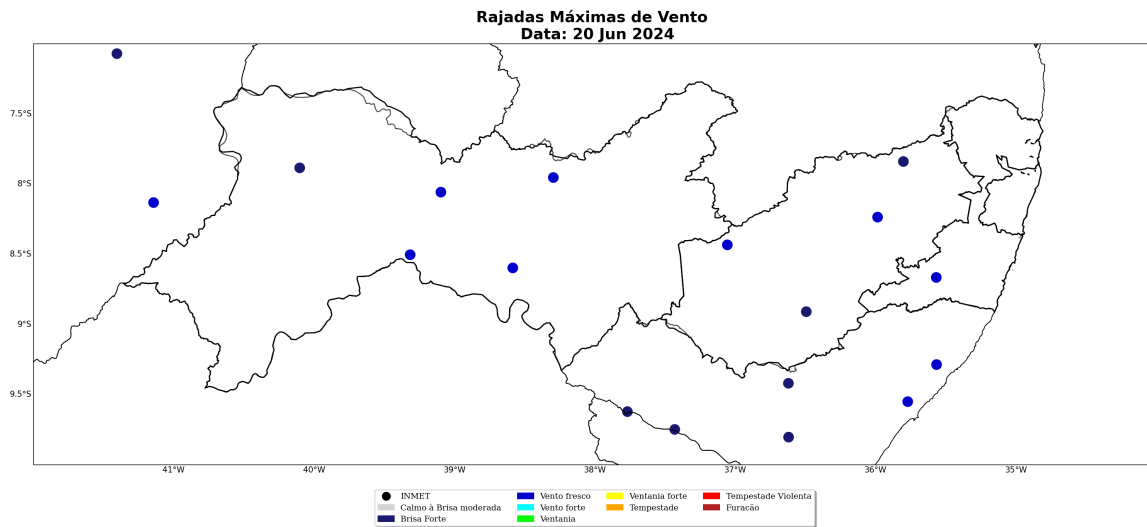 Rajadas Máximas de Vento
Data: 20 Jun 2024
7.5°S
8°S
8.5°S
9°S
9.5°S
41°W 40°W 39°W 38°W 37°W 36°W 35°W
INMET
Calmo à Brisa moderada
Brisa Forte
Vento fresco
Vento forte
Ventania
Ventania forte
Tempestade
Tempestade Violenta
Furacão